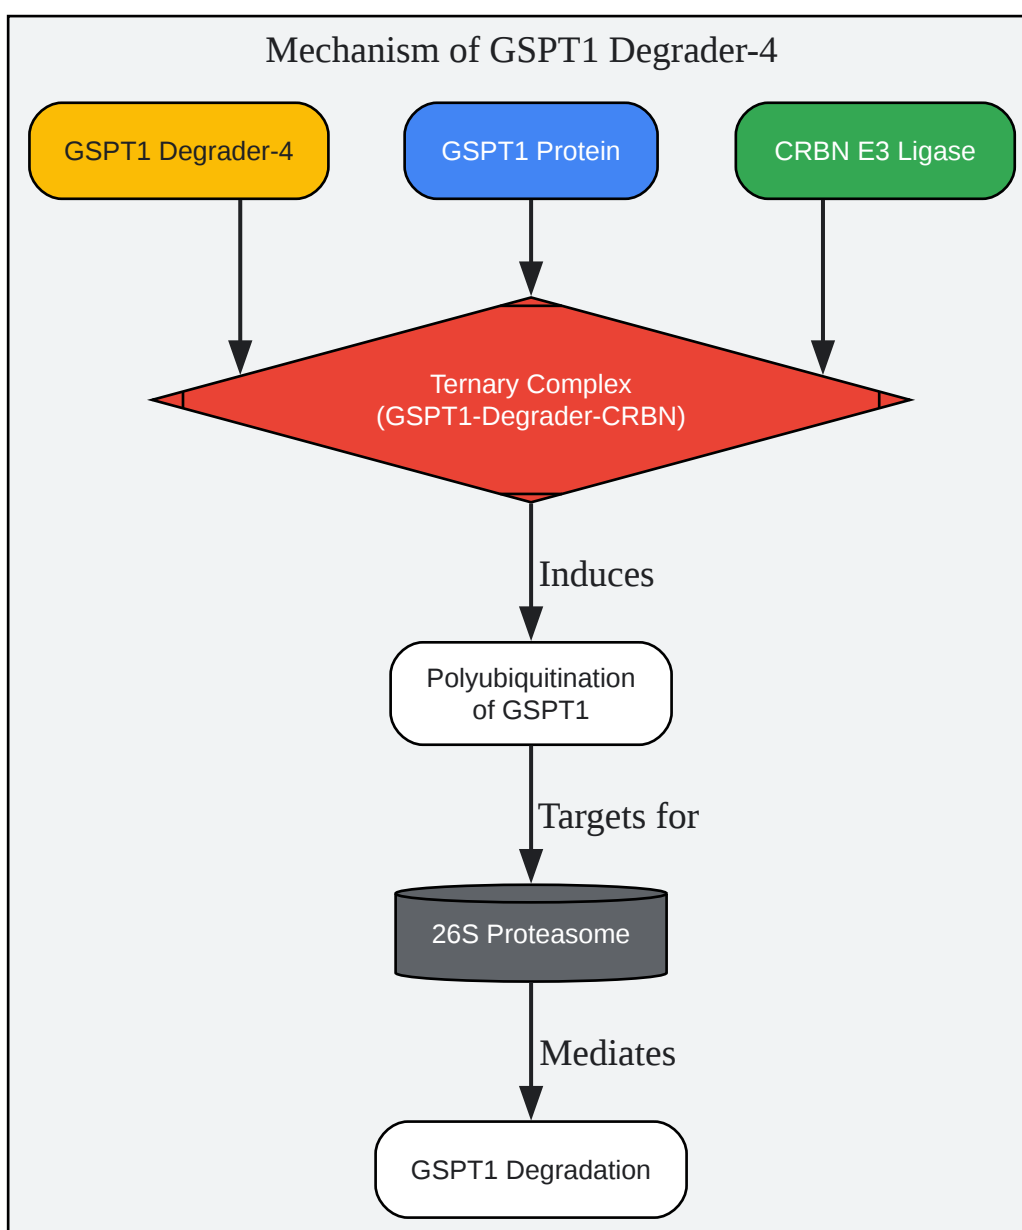 Mechanism of GSPT1 Degrader-4
GSPT1 Degrader-4
GSPT1 Protein
CRBN E3 Ligase
Ternary Complex
(GSPT1-Degrader-CRBN)
Induces
Polyubiquitination
of GSPT1
Targets for
26S Proteasome
Mediates
GSPT1 Degradation